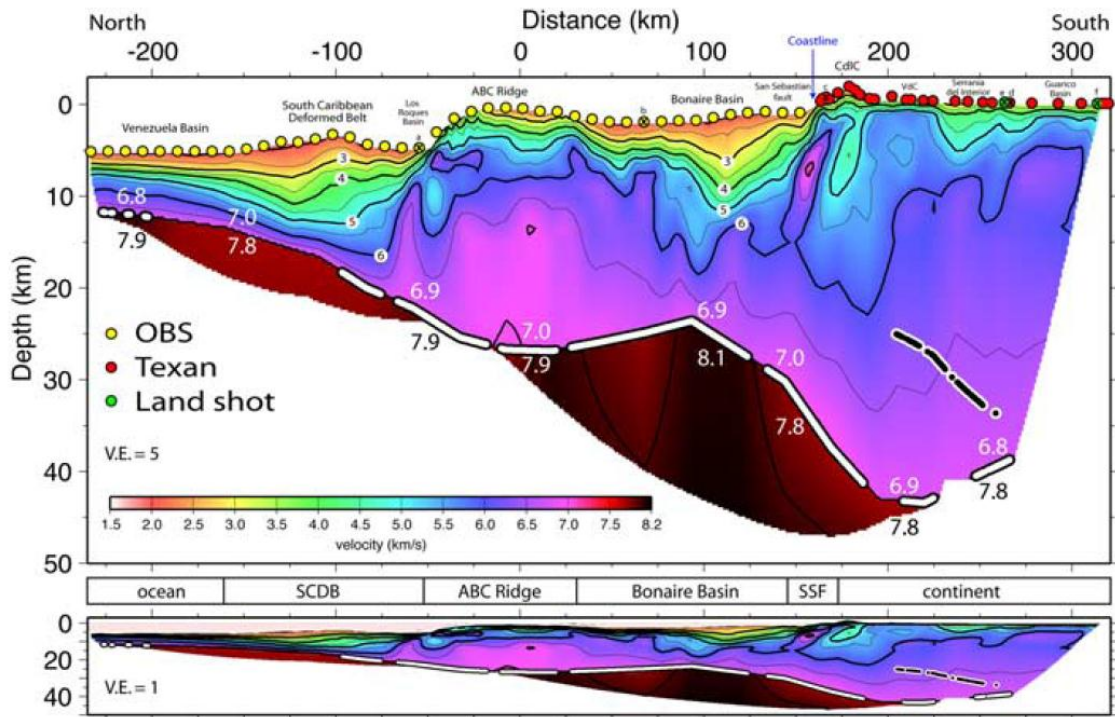 North
Distance (km)
South
-200 -100 0 100 200 300
Coastline
CdlC
Venezuela Basin
South Caribbean
Deformed Belt
Los
Roques
Basin
ABC Ridge
Bonaire Basin
San Sebastian
fault
VdC
Serrania
del Interior
Guarico
Basin
a
b
c
e d
f
Depth (km)
0
10
20
30
40
50
3
4
5
6
3
4
5
6
6.8
7.9
7.0
7.8
6.9
7.9
7.0
7.9
6.9
8.1
7.0
7.8
6.9
7.8
6.8
7.8
OBS
Texan
Land shot
V.E. = 5
1.5 2.0 2.5 3.0 3.5 4.0 4.5 5.0 5.5 6.0 6.5 7.0 7.5 8.2
velocity (km/s)
ocean SCDB ABC Ridge Bonaire Basin SSF continent
0
20
40
V.E. = 1